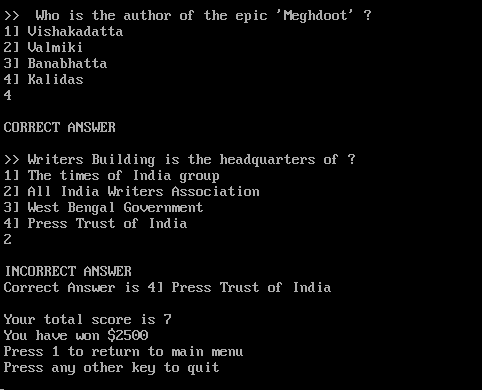 >>  Who is the author of the epic 'Meghdoot' ?
1] Vishakadatta
2] Valmiki
3] Banabhatta
4] Kalidas
4
CORRECT ANSWER
>> Writers Building is the headquarters of ?
1] The times of India group
2] All India Writers Association
3] West Bengal Government
4] Press Trust of India
2
INCORRECT ANSWER
Correct Answer is 4] Press Trust of India
Your total score is 7
You have won $2500
Press 1 to return to main menu
Press any other key to quit